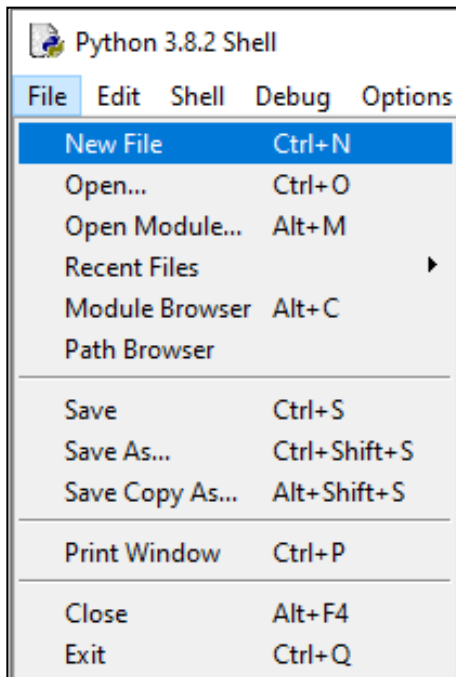 Python 3.8.2 Shell
File Edit Shell Debug Options
New File Ctrl+N
Open... Ctrl+O
Open Module... Alt+M
Recent Files
Module Browser Alt+C
Path Browser
Save Ctrl+S
Save As... Ctrl+Shift+S
Save Copy As... Alt+Shift+S
Print Window Ctrl+P
Close Alt+F4
Exit Ctrl+Q